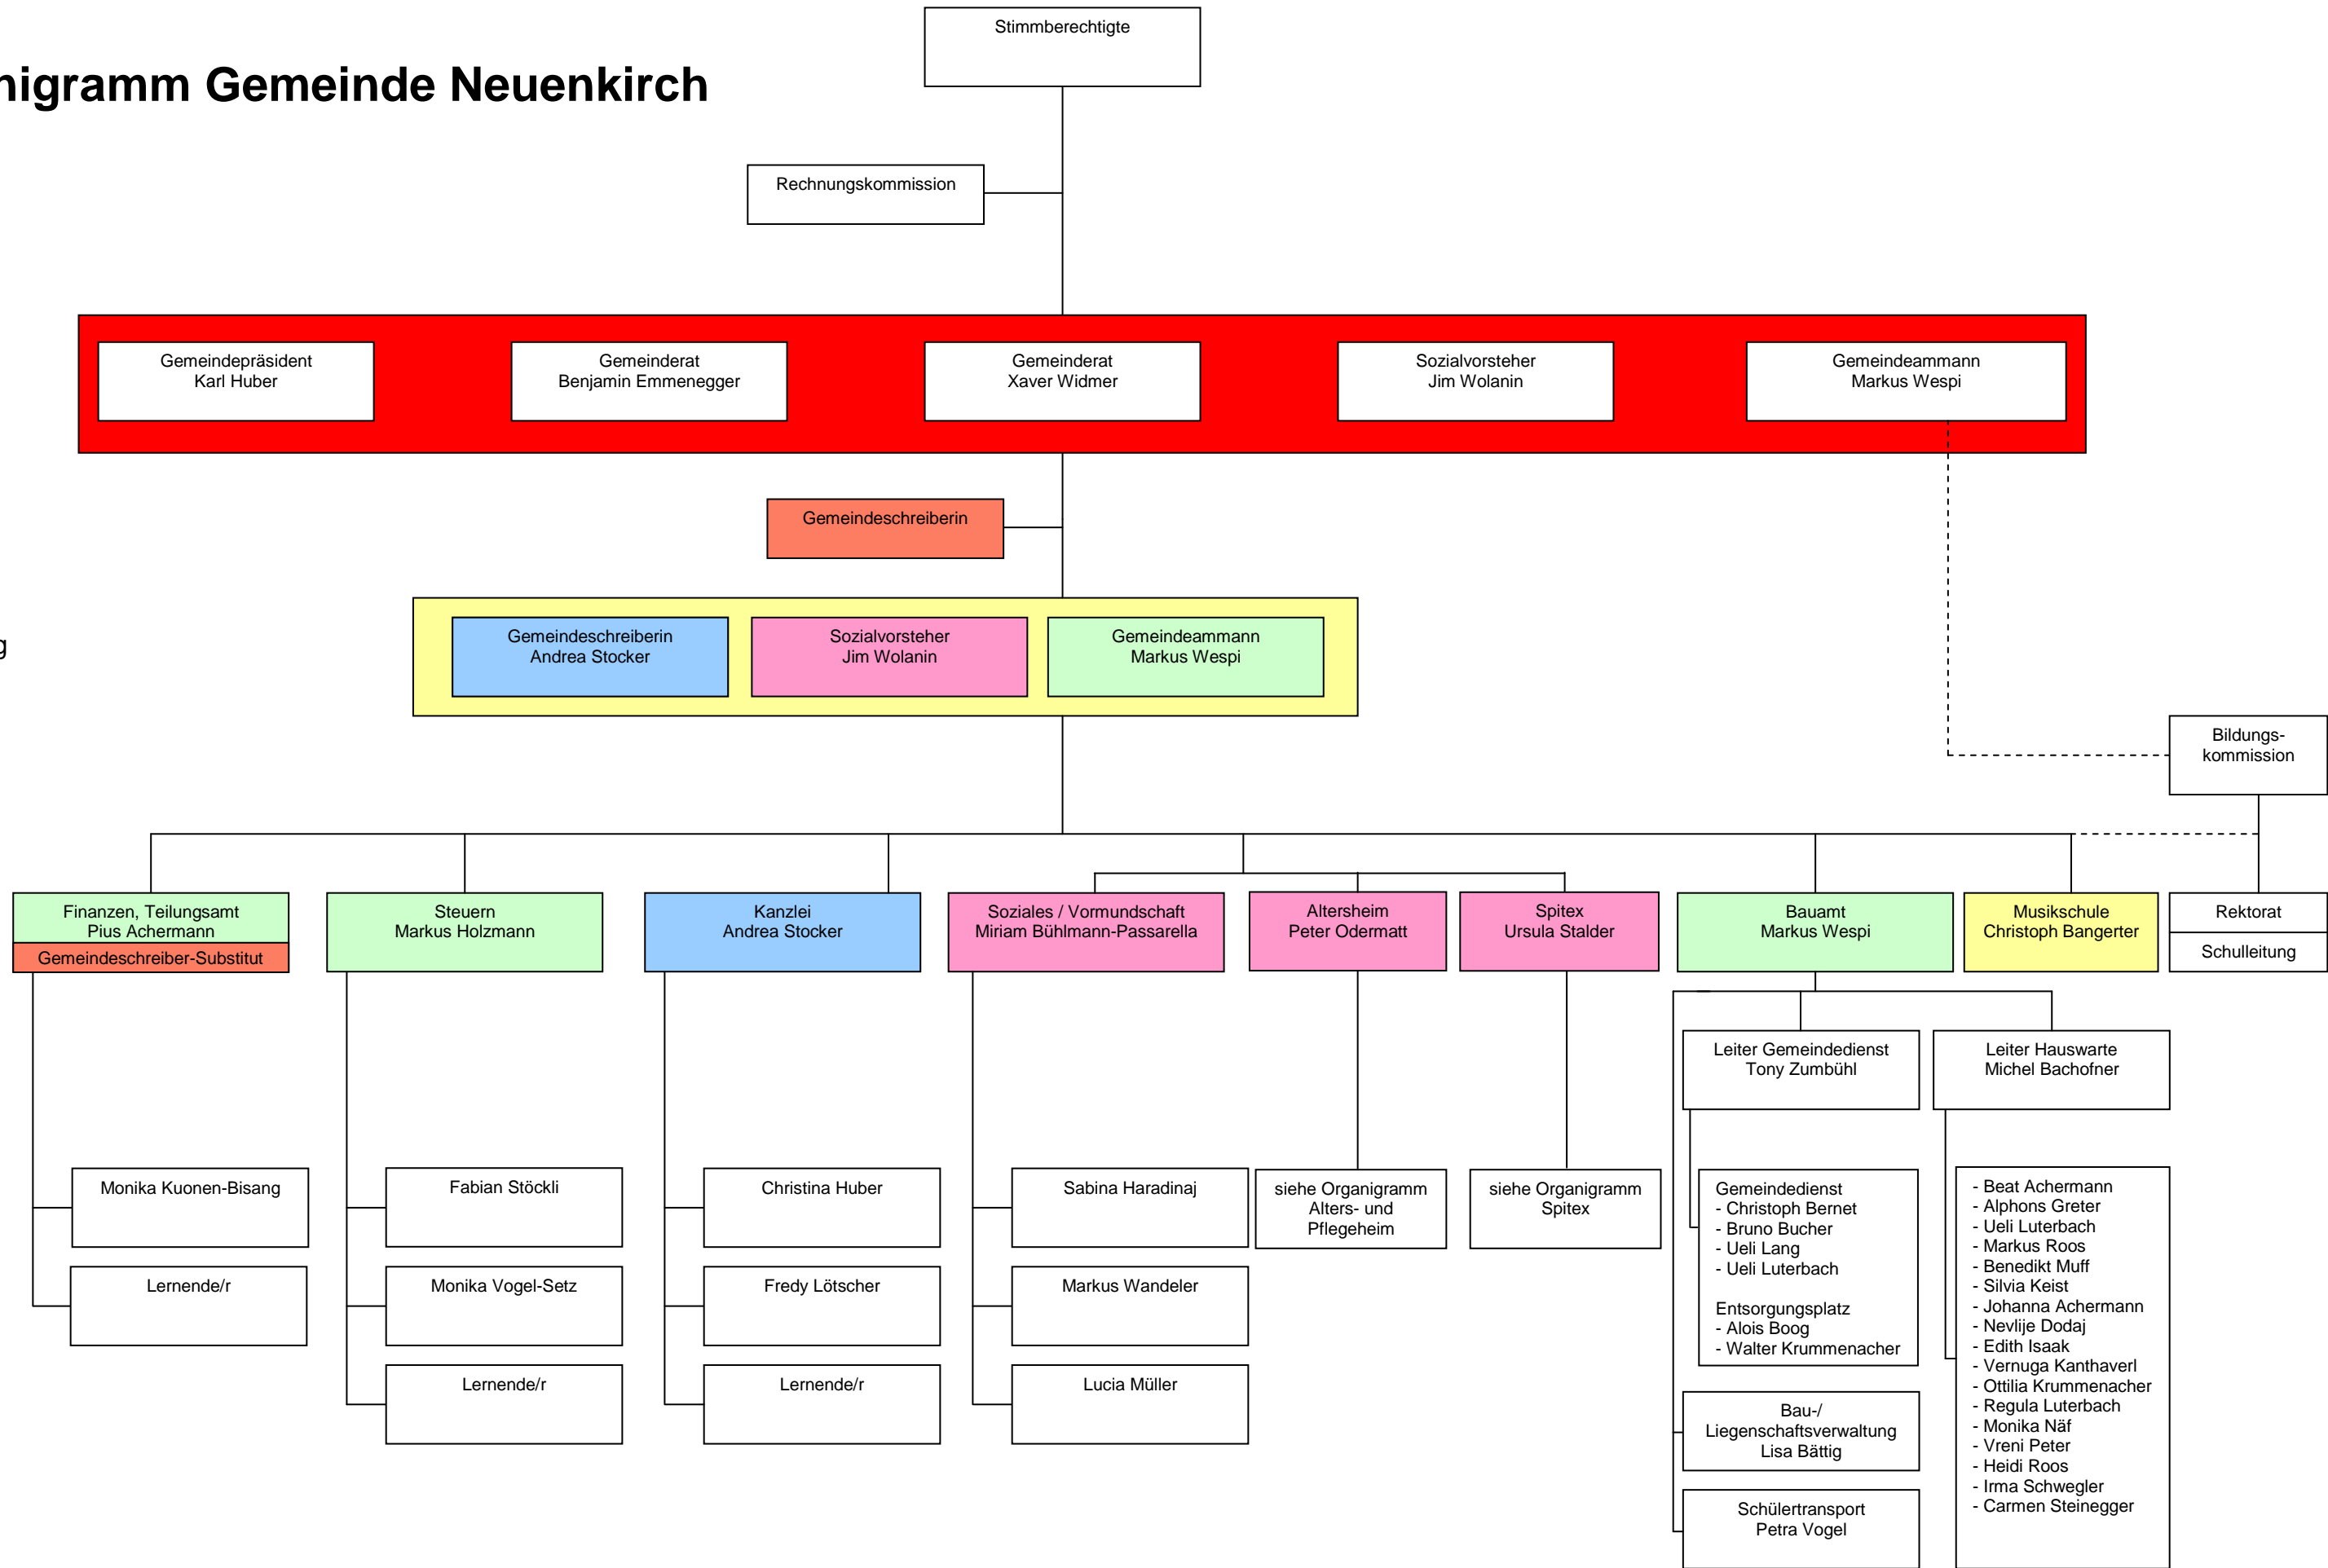 Stimmberechtigte
nigramm Gemeinde Neuenkirch
Rechnungskommission
Gemeindepräsident
Karl Huber
Gemeinderat
Benjamin Emmenegger
Gemeinderat
Xaver Widmer
Sozialvorsteher
Jim Wolanin
Gemeindeammann
Markus Wespi
Gemeindeschreiberin
g
Gemeindeschreiberin
Andrea Stocker
Sozialvorsteher
Jim Wolanin
Gemeindeammann
Markus Wespi
Bildungs-
kommission
Finanzen, Teilungsamt
Pius Achermann
Gemeindeschreiber-Substitut
Steuern
Markus Holzmann
Kanzlei
Andrea Stocker
Soziales / Vormundschaft
Miriam Bühlmann-Passarella
Altersheim
Peter Odermatt
Spitex
Ursula Stalder
Bauamt
Markus Wespi
Musikschule
Christoph Bangerter
Rektorat
Schulleitung
Leiter Gemeindedienst
Tony Zumbühl
Leiter Hauswarte
Michel Bachofner
Monika Kuonen-Bisang
Lernende/r
Fabian Stöckli
Monika Vogel-Setz
Lernende/r
Christina Huber
Fredy Lötscher
Lernende/r
Sabina Haradinaj
Markus Wandeler
Lucia Müller
siehe Organigramm
Alters- und
Pflegeheim
siehe Organigramm
Spitex
Gemeindedienst
- Christoph Bernet
- Bruno Bucher
- Ueli Lang
- Ueli Luterbach
Entsorgungsplatz
- Alois Boog
- Walter Krummenacher
Bau-/
Liegenschaftsverwaltung
Lisa Bättig
Schülertransport
Petra Vogel
- Beat Achermann
- Alphons Greter
- Ueli Luterbach
- Markus Roos
- Benedikt Muff
- Silvia Keist
- Johanna Achermann
- Nevlije Dodaj
- Edith Isaak
- Vernuga Kanthaverl
- Ottilia Krummenacher
- Regula Luterbach
- Monika Näf
- Vreni Peter
- Heidi Roos
- Irma Schwegler
- Carmen Steinegger